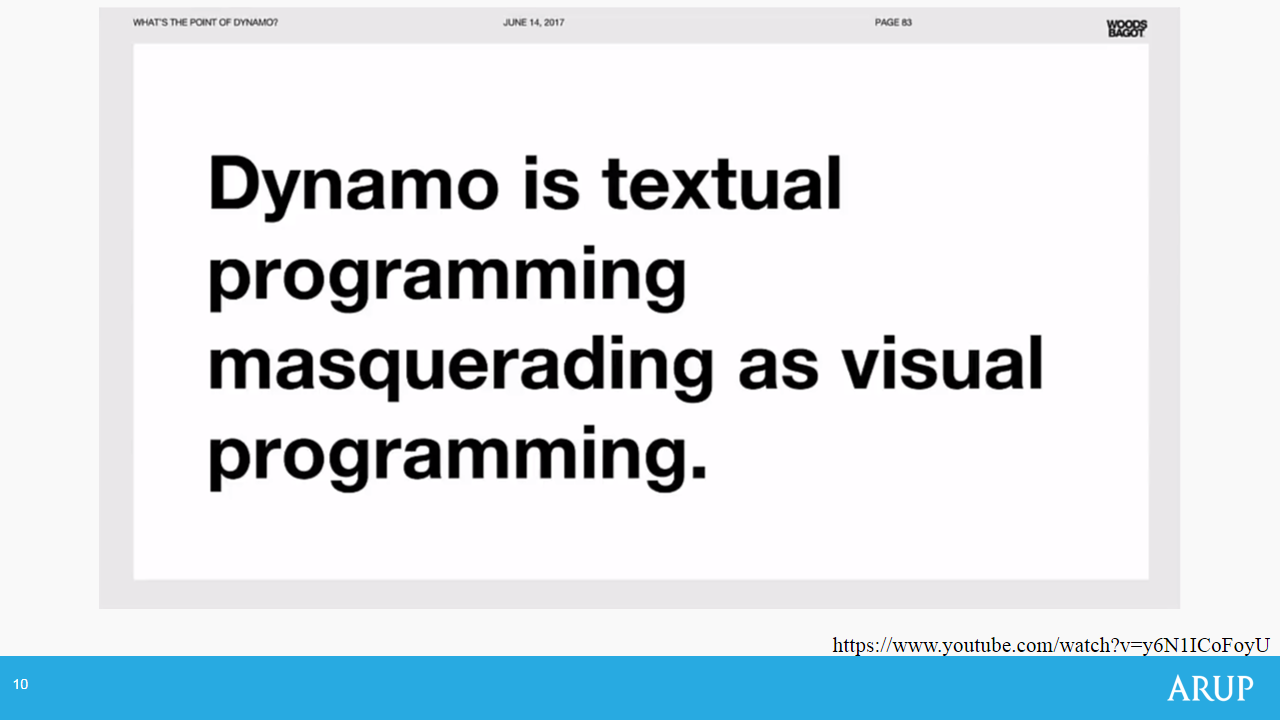 WHAT'S THE POINT OF DYNAMO? JUNE 14, 2017 PAGE 83 WOODS
BAGOT
Dynamo is textual
programming
masquerading as visual
programming.
https://www.youtube.com/watch?v=y6N1ICoFoyU
10 ARUP